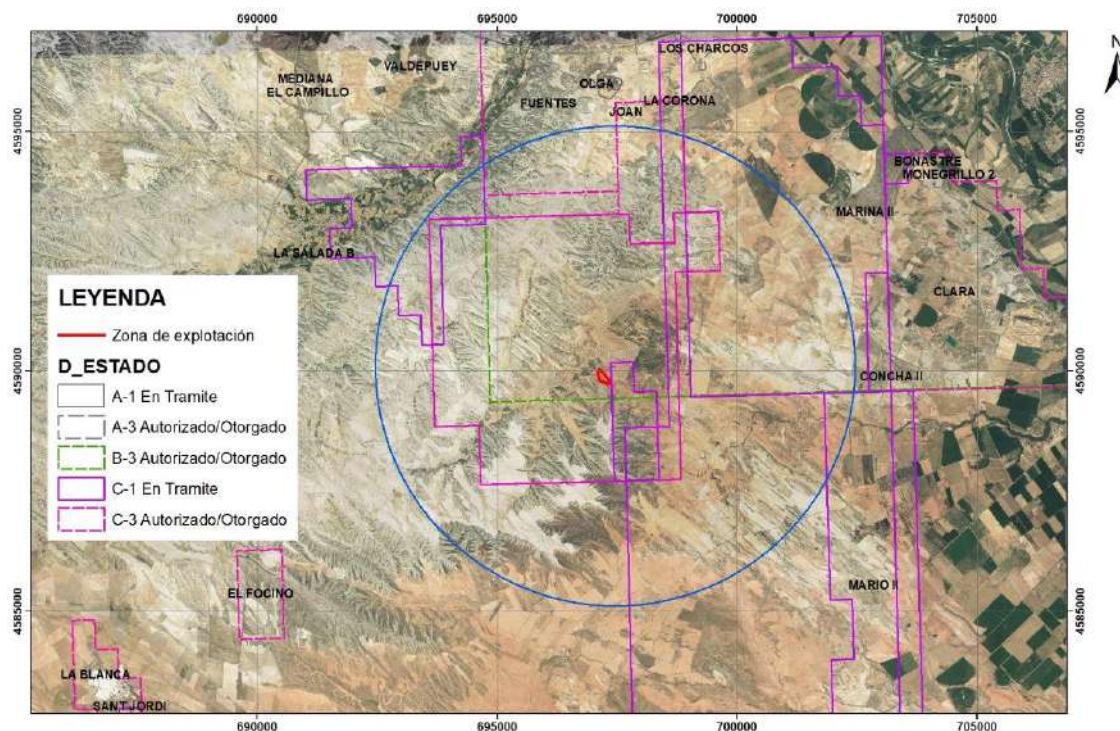 690000 695000 700000 705000
N
LOS CHARCOS
VALDEPUEY
MEDIANA
EL CAMPILLO
OLGA
FUENTES
LA CORONA
JOAN
4595000 4595000
BONASTRE
MONEGRILLO 2
MARINA II
LA SALADA B
CLARA
LEYENDA
Zona de explotación
D_ESTADO
A-1 En Tramite
A-3 Autorizado/Otorgado
B-3 Autorizado/Otorgado
C-1 En Tramite
C-3 Autorizado/Otorgado
4590000 4590000
CONCHA II
EL FOCINO
MARIO II
4585000 4585000
LA BLANCA
SANT JORDI
690000 695000 700000 705000